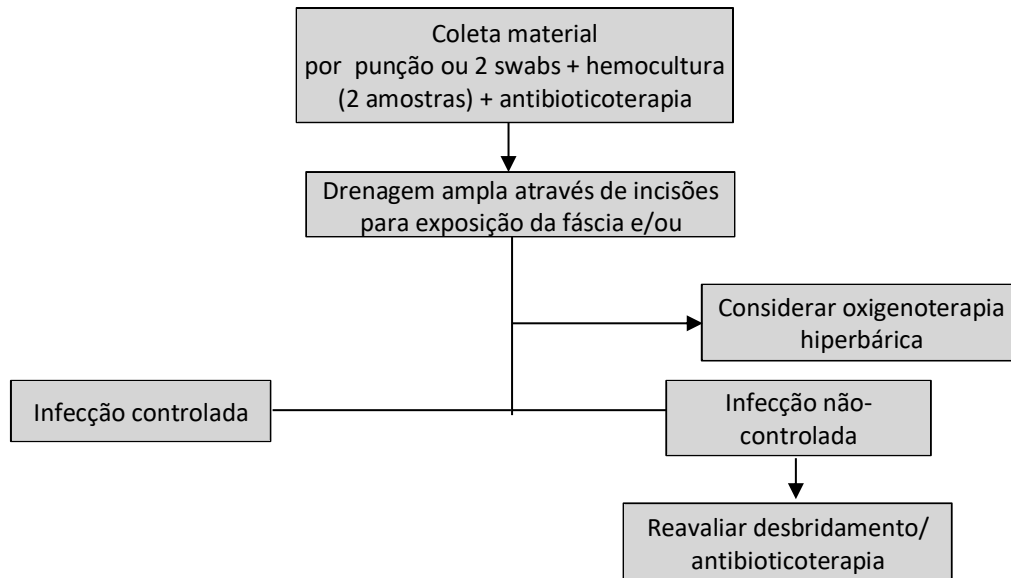 Coleta material
por punção ou 2 swabs + hemocultura
(2 amostras) + antibioticoterapia
Drenagem ampla através de incisões
para exposição da fáscia e/ou
Considerar oxigenoterapia
hiperbárica
Infecção controlada
Infecção não-
controlada
Reavaliar desbridamento/
antibioticoterapia